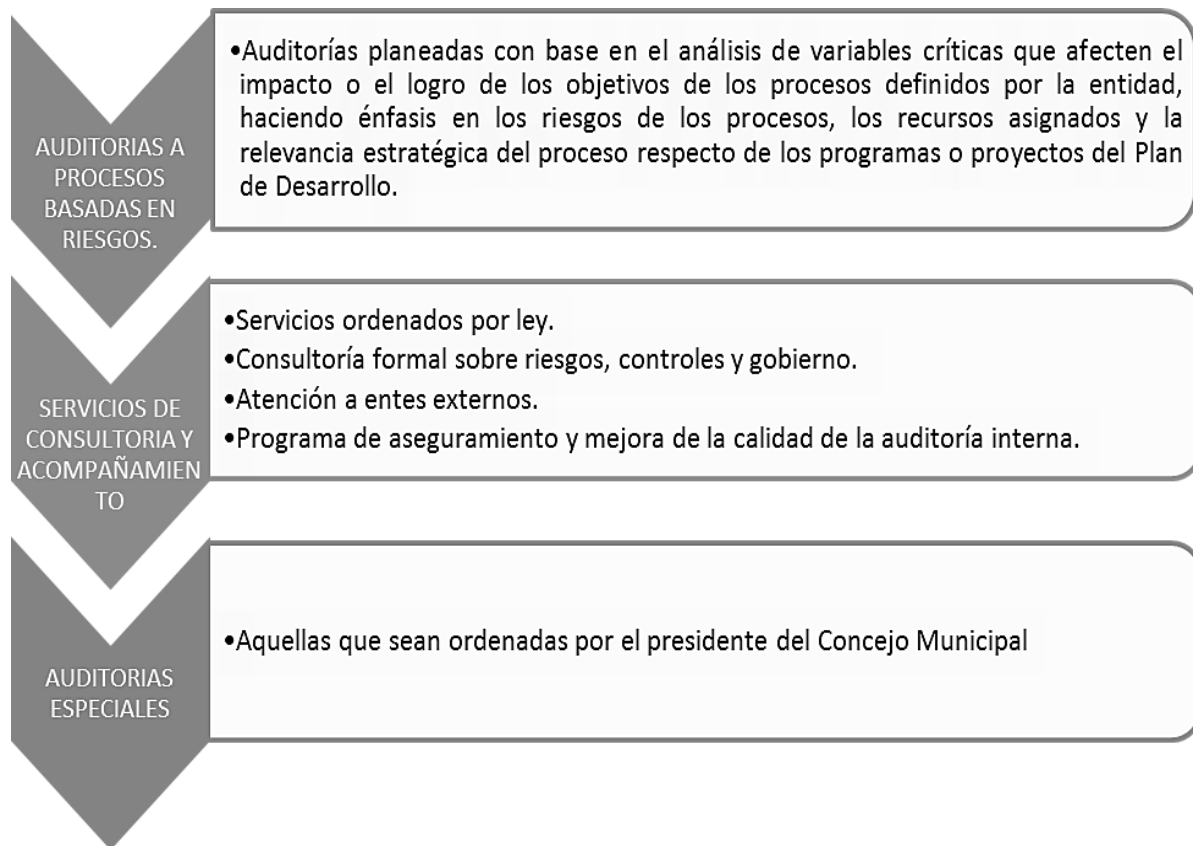 AUDITORIAS A
PROCESOS
BASADAS EN
RIESGOS.
•Auditorías planeadas con base en el análisis de variables críticas que afecten el
impacto o el logro de los objetivos de los procesos definidos por la entidad,
haciendo énfasis en los riesgos de los procesos, los recursos asignados y la
relevancia estratégica del proceso respecto de los programas o proyectos del Plan
de Desarrollo.
SERVICIOS DE
CONSULTORIA Y
ACOMPAÑAMIEN
TO
•Servicios ordenados por ley.
•Consultoría formal sobre riesgos, controles y gobierno.
•Atención a entes externos.
•Programa de aseguramiento y mejora de la calidad de la auditoría interna.
AUDITORIAS
ESPECIALES
•Aquellas que sean ordenadas por el presidente del Concejo Municipal